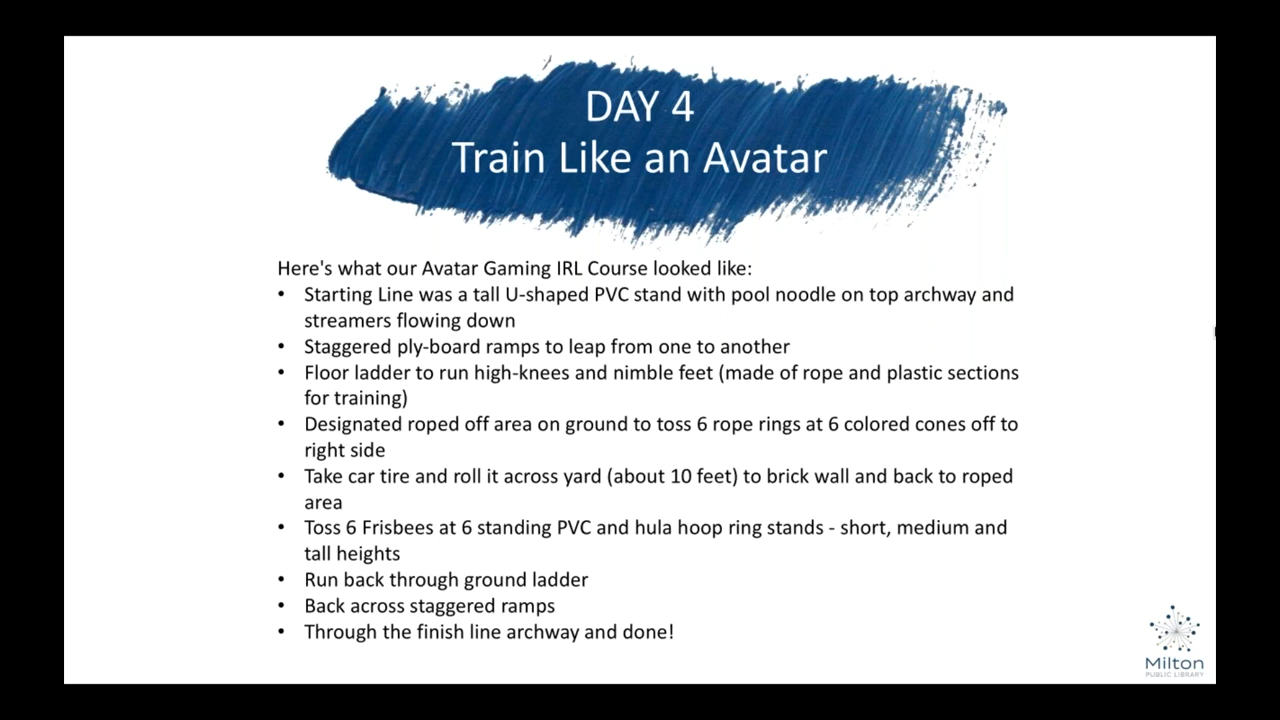 DAY 4
Train Like an Avatar
Here's what our Avatar Gaming IRL Course looked like:
• Starting Line was a tall U-shaped PVC stand with pool noodle on top archway and
streamers flowing down
• Staggered ply-board ramps to leap from one to another
• Floor ladder to run high-knees and nimble feet (made of rope and plastic sections
for training)
• Designated roped off area on ground to toss 6 rope rings at 6 colored cones off to
right side
• Take car tire and roll it across yard (about 10 feet) to brick wall and back to roped
area
• Toss 6 Frisbees at 6 standing PVC and hula hoop ring stands - short, medium and
tall heights
• Run back through ground ladder
• Back across staggered ramps
• Through the finish line archway and done!
Milton
PUBLIC LIBRARY